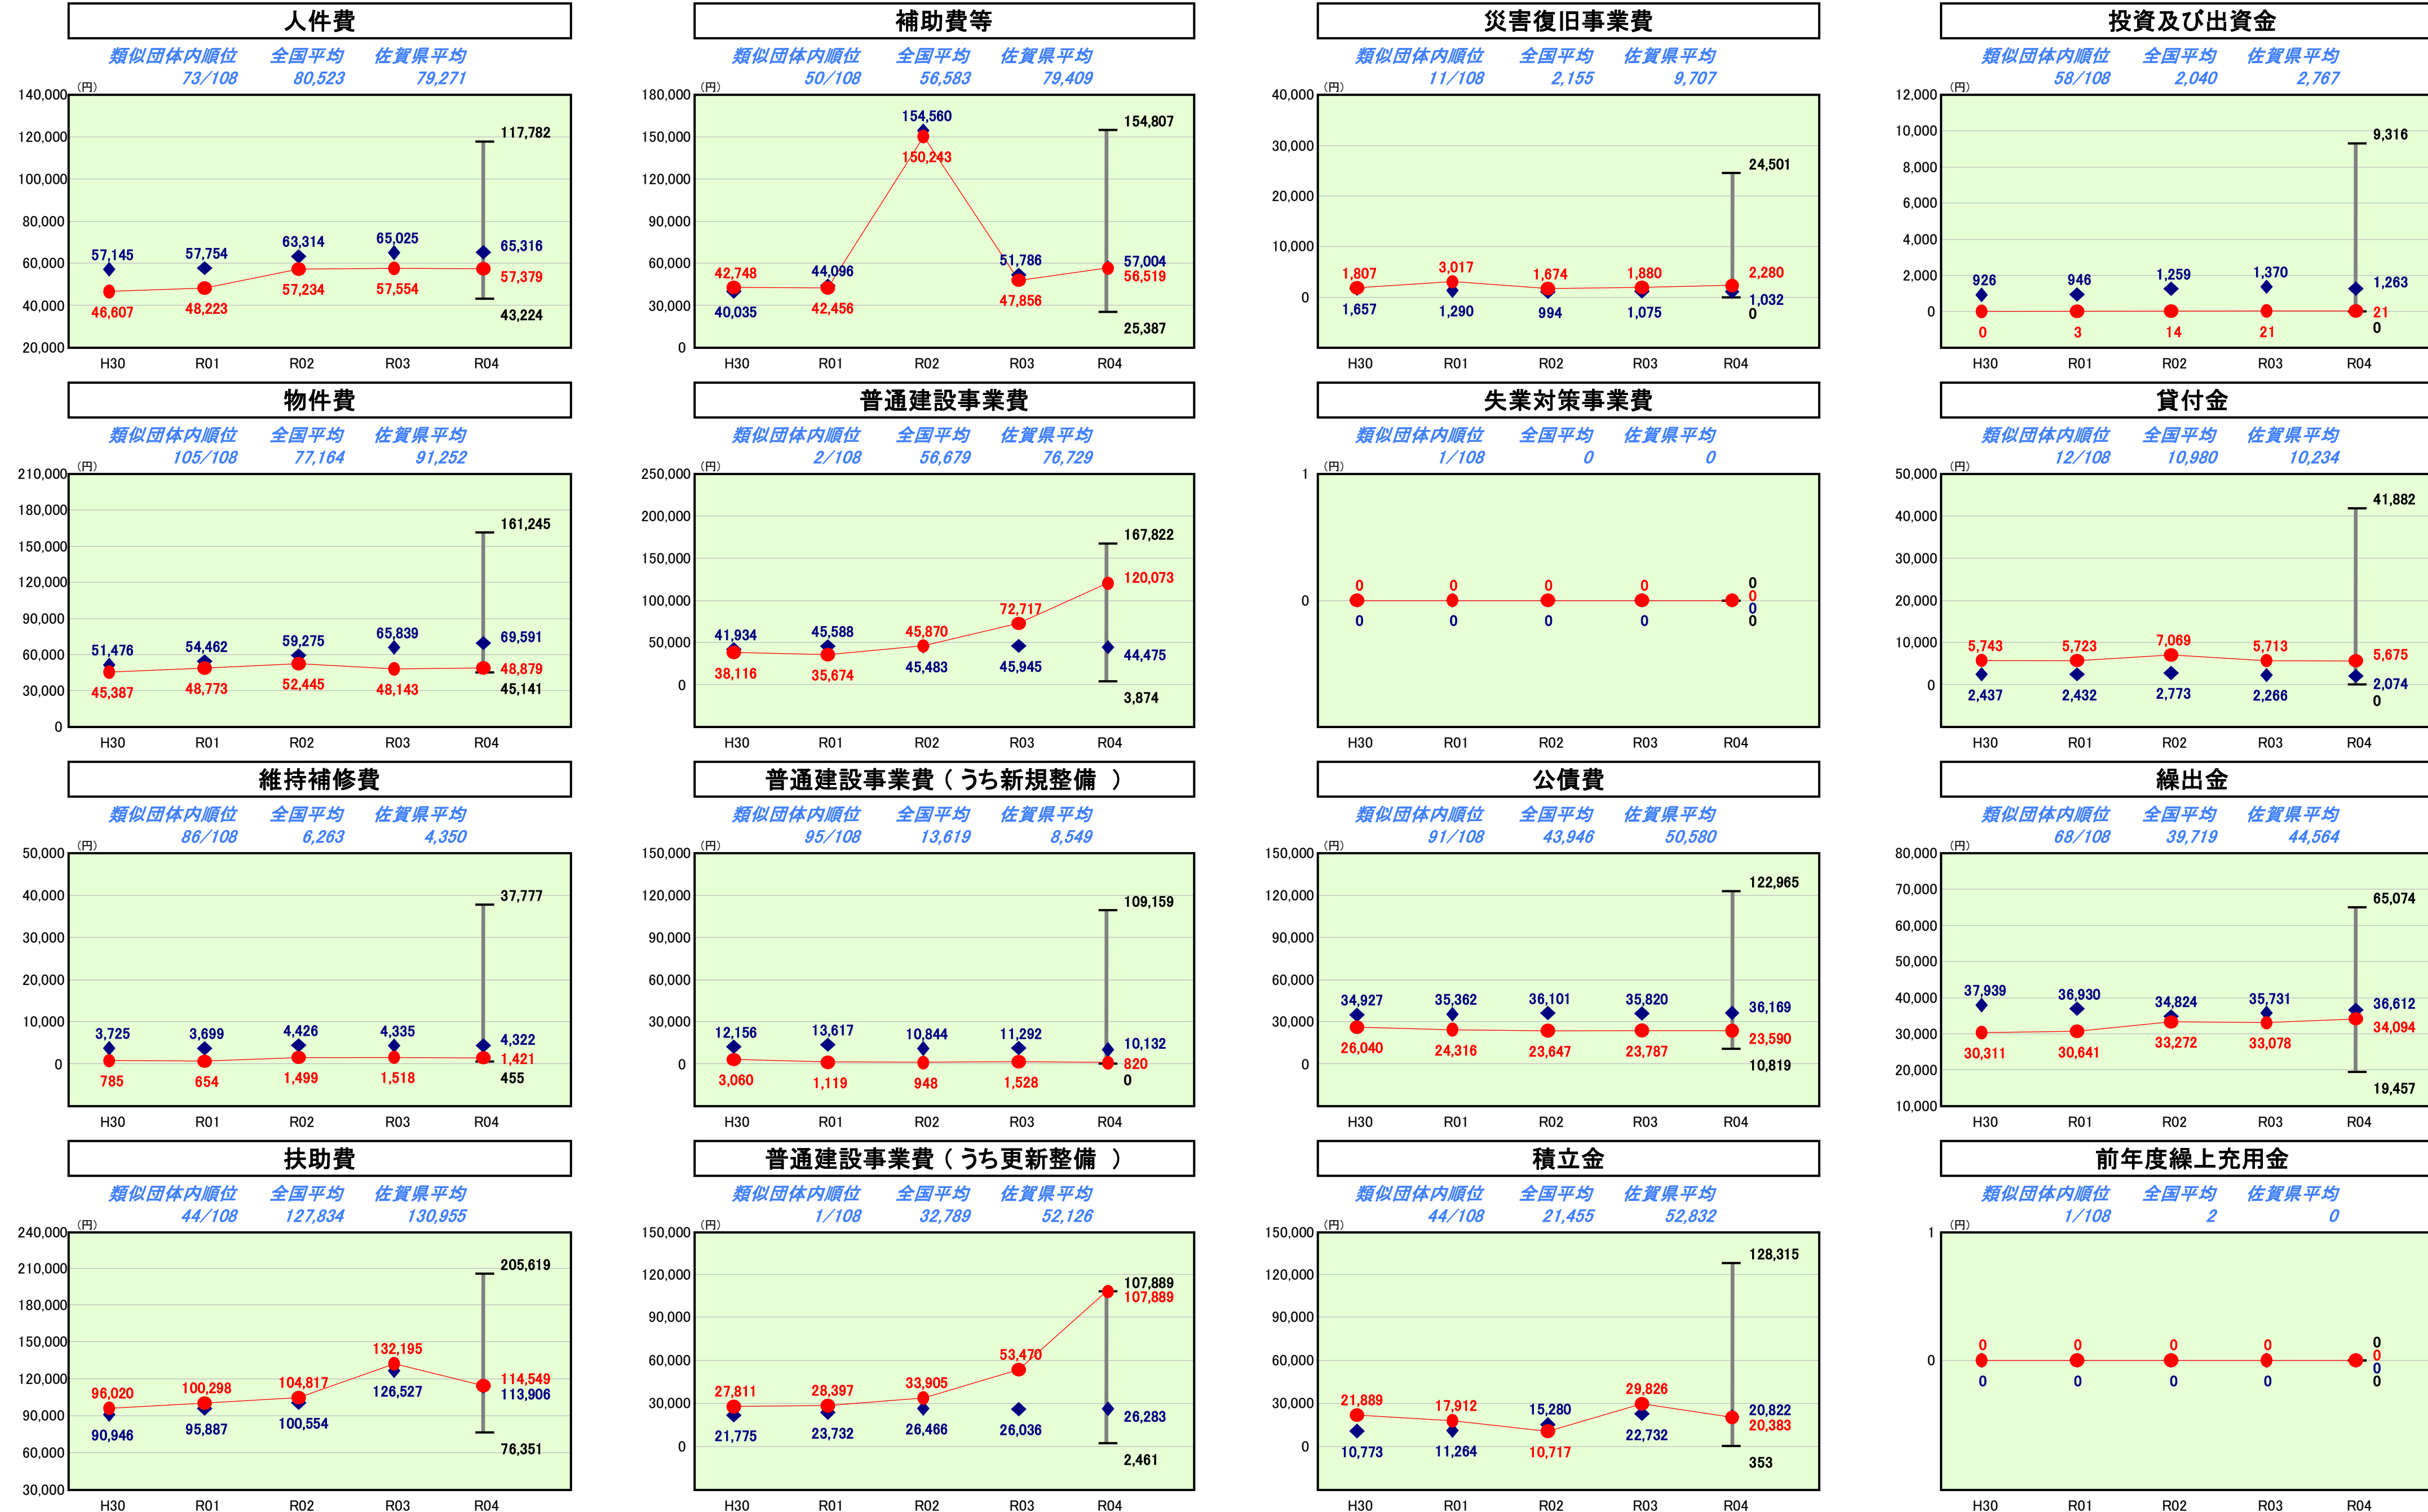 人件費
類似団体内順位 全国平均 佐賀県平均
73/108 80,523 79,271
(円)
140,000
120,000
100,000
80,000
60,000
40,000
20,000
117,782
57,145 57,754 63,314 65,025 65,316
46,607 48,223 57,234 57,554 57,379
43,224
H30 R01 R02 R03 R04
補助費等
類似団体内順位 全国平均 佐賀県平均
50/108 56,583 79,409
(円)
180,000
150,000
120,000
90,000
60,000
30,000
0
154,807
40,035 44,096 154,560 51,786 57,004
42,748 42,456 150,243 47,856 56,519
25,387
H30 R01 R02 R03 R04
災害復旧事業費
類似団体内順位 全国平均 佐賀県平均
11/108 2,155 9,707
(円)
40,000
30,000
20,000
10,000
0
24,501
1,807 3,017 1,674 1,880 2,280
1,657 1,290 994 1,075 1,032
0
H30 R01 R02 R03 R04
投資及び出資金
類似団体内順位 全国平均 佐賀県平均
58/108 2,040 2,767
(円)
12,000
10,000
8,000
6,000
4,000
2,000
0
9,316
926 946 1,259 1,370 1,263
0 3 14 21 21
0
H30 R01 R02 R03 R04
物件費
類似団体内順位 全国平均 佐賀県平均
105/108 77,164 91,252
(円)
210,000
180,000
150,000
120,000
90,000
60,000
30,000
0
161,245
51,476 54,462 59,275 65,839 69,591
45,387 48,773 52,445 48,143 48,879
45,141
H30 R01 R02 R03 R04
普通建設事業費
類似団体内順位 全国平均 佐賀県平均
2/108 56,679 76,729
(円)
250,000
200,000
150,000
100,000
50,000
0
167,822
41,934 45,588 45,870 72,717 120,073
38,116 35,674 45,483 45,945 44,475
3,874
H30 R01 R02 R03 R04
失業対策事業費
類似団体内順位 全国平均 佐賀県平均
1/108 0 0
(円)
1
0
0
0 0 0 0 0
0 0 0 0 0
0
H30 R01 R02 R03 R04
貸付金
類似団体内順位 全国平均 佐賀県平均
12/108 10,980 10,234
(円)
50,000
40,000
30,000
20,000
10,000
0
41,882
5,743 5,723 7,069 5,713 5,675
2,437 2,432 2,773 2,266 2,074
0
H30 R01 R02 R03 R04
維持補修費
類似団体内順位 全国平均 佐賀県平均
86/108 6,263 4,350
(円)
50,000
40,000
30,000
20,000
10,000
0
37,777
3,725 3,699 4,426 4,335 4,322
785 654 1,499 1,518 1,421
455
H30 R01 R02 R03 R04
普通建設事業費（うち新規整備　）
類似団体内順位 全国平均 佐賀県平均
95/108 13,619 8,549
(円)
150,000
120,000
90,000
60,000
30,000
0
109,159
12,156 13,617 10,844 11,292 10,132
3,060 1,119 948 1,528 820
0
H30 R01 R02 R03 R04
公債費
類似団体内順位 全国平均 佐賀県平均
91/108 43,946 50,580
(円)
150,000
120,000
90,000
60,000
30,000
0
122,965
34,927 35,362 36,101 35,820 36,169
26,040 24,316 23,647 23,787 23,590
10,819
H30 R01 R02 R03 R04
繰出金
類似団体内順位 全国平均 佐賀県平均
68/108 39,719 44,564
(円)
80,000
70,000
60,000
50,000
40,000
30,000
20,000
10,000
65,074
37,939 36,930 34,824 35,731 36,612
30,311 30,641 33,272 33,078 34,094
19,457
H30 R01 R02 R03 R04
扶助費
類似団体内順位 全国平均 佐賀県平均
44/108 127,834 130,955
(円)
240,000
210,000
180,000
150,000
120,000
90,000
60,000
30,000
205,619
96,020 100,298 104,817 132,195 114,549
90,946 95,887 100,554 126,527 113,906
76,351
H30 R01 R02 R03 R04
普通建設事業費（うち更新整備　）
類似団体内順位 全国平均 佐賀県平均
1/108 32,789 52,126
(円)
150,000
120,000
90,000
60,000
30,000
0
107,889
27,811 28,397 33,905 53,470 107,889
21,775 23,732 26,466 26,036 26,283
2,461
H30 R01 R02 R03 R04
積立金
類似団体内順位 全国平均 佐賀県平均
44/108 21,455 52,832
(円)
150,000
120,000
90,000
60,000
30,000
0
128,315
21,889 17,912 15,280 29,826 20,822
10,773 11,264 10,717 22,732 20,383
353
H30 R01 R02 R03 R04
前年度繰上充用金
類似団体内順位 全国平均 佐賀県平均
1/108 2 0
(円)
1
0
0
0 0 0 0 0
0 0 0 0 0
0
H30 R01 R02 R03 R04